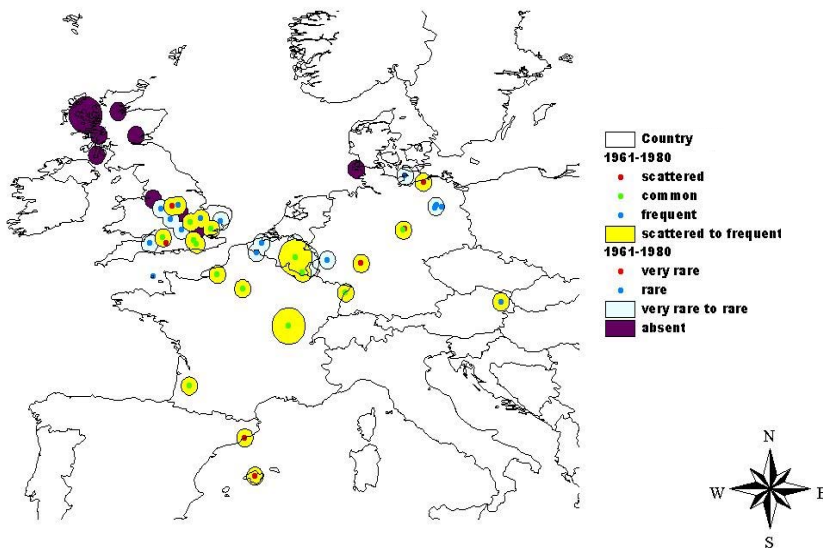 Country
1961-1980
scattered
common
frequent
scattered to frequent
1961-1980
very rare
rare
very rare to rare
absent
N
W E
S